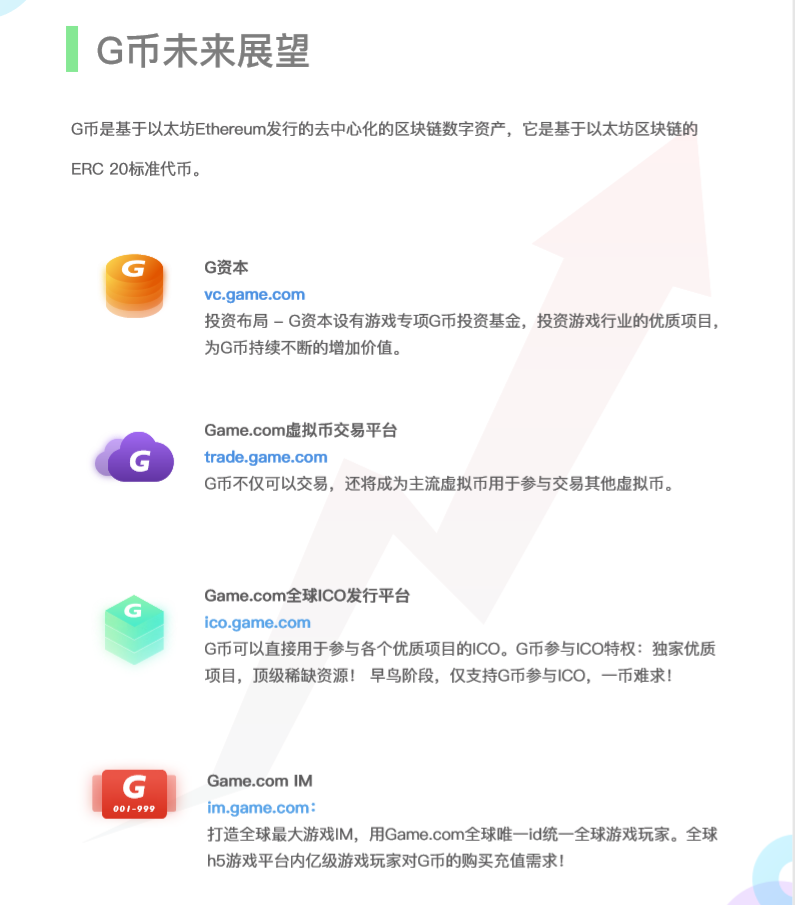 G币未来展望
G币是基于以太坊Ethereum发行的去中心化的区块链数字资产，它是基于以太坊区块链的
ERC 20标准代币。
G
G资本
vc.game.com
投资布局 – G资本设有游戏专项G币投资基金，投资游戏行业的优质项目，
为G币持续不断的增加价值。
G
Game.com虚拟币交易平台
trade.game.com
G币不仅可以交易，还将成为主流虚拟币用于参与交易其他虚拟币。
G
Game.com全球ICO发行平台
ico.game.com
G币可以直接用于参与各个优质项目的ICO。G币参与ICO特权：独家优质
项目，顶级稀缺资源！ 早鸟阶段，仅支持G币参与ICO，一币难求！
G
001-999
Game.com IM
im.game.com：
打造全球最大游戏IM，用Game.com全球唯一id统一全球游戏玩家。全球
h5游戏平台内亿级游戏玩家对G币的购买充值需求！